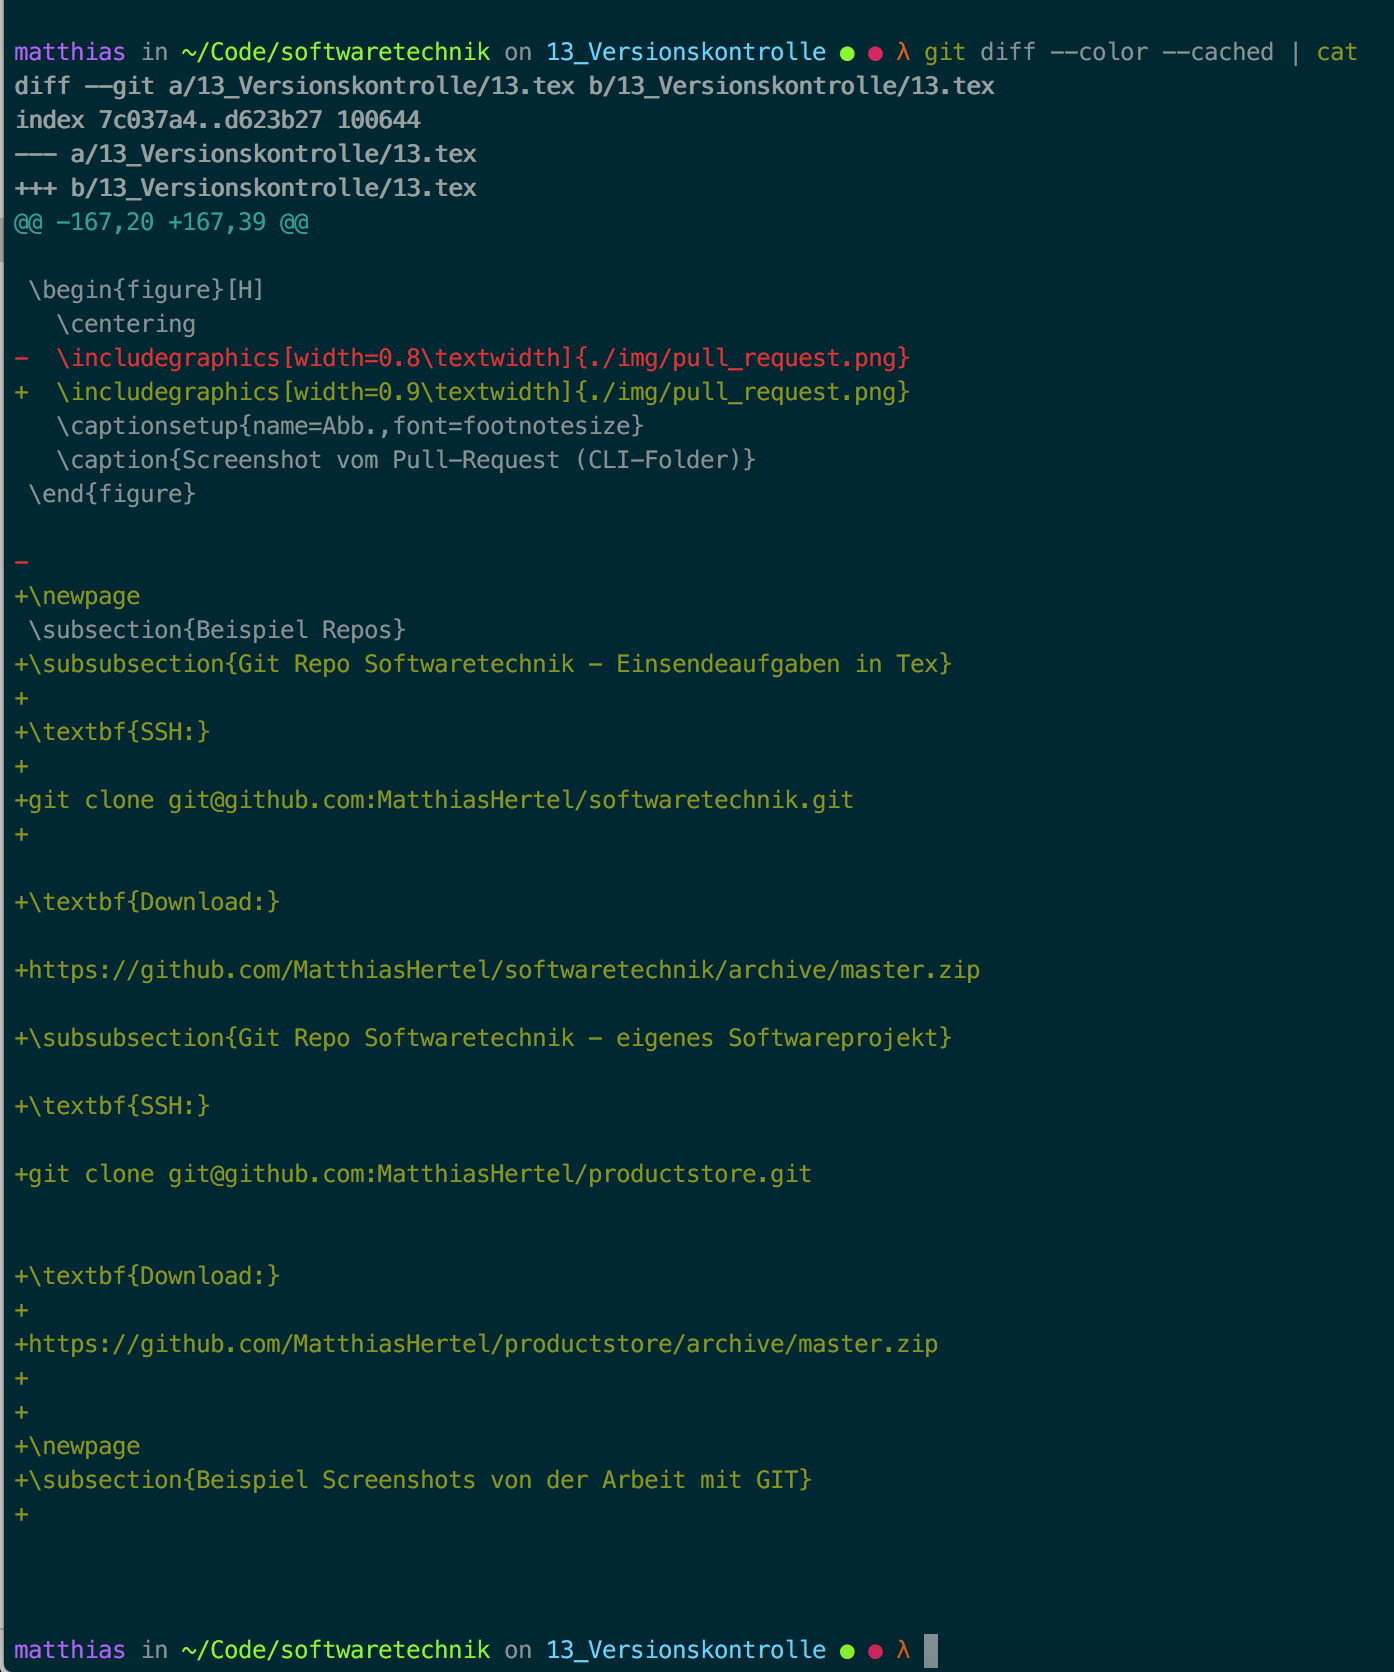 matthias in ~/Code/softwaretechnik on 13_Versionskontrolle ● ● λ git diff --color --cached | cat
diff --git a/13_Versionskontrolle/13.tex b/13_Versionskontrolle/13.tex
index 7c037a4..d623b27 100644
--- a/13_Versionskontrolle/13.tex
+++ b/13_Versionskontrolle/13.tex
@@ -167,20 +167,39 @@

 \begin{figure}[H]
   \centering
-  \includegraphics[width=0.8\textwidth]{./img/pull_request.png}
+  \includegraphics[width=0.9\textwidth]{./img/pull_request.png}
   \captionsetup{name=Abb.,font=footnotesize}
   \caption{Screenshot vom Pull-Request (CLI-Folder)}
 \end{figure}

-
+\newpage
 \subsection{Beispiel Repos}
+\subsubsection{Git Repo Softwaretechnik - Einsendeaufgaben in Tex}
+
+\textbf{SSH:}
+
+git clone git@github.com:MatthiasHertel/softwaretechnik.git
+

+\textbf{Download:}

+https://github.com/MatthiasHertel/softwaretechnik/archive/master.zip

+\subsubsection{Git Repo Softwaretechnik - eigenes Softwareprojekt}

+\textbf{SSH:}

+git clone git@github.com:MatthiasHertel/productstore.git


+\textbf{Download:}
+
+https://github.com/MatthiasHertel/productstore/archive/master.zip
+
+
+\newpage
+\subsection{Beispiel Screenshots von der Arbeit mit GIT}
+



matthias in ~/Code/softwaretechnik on 13_Versionskontrolle ● ● λ